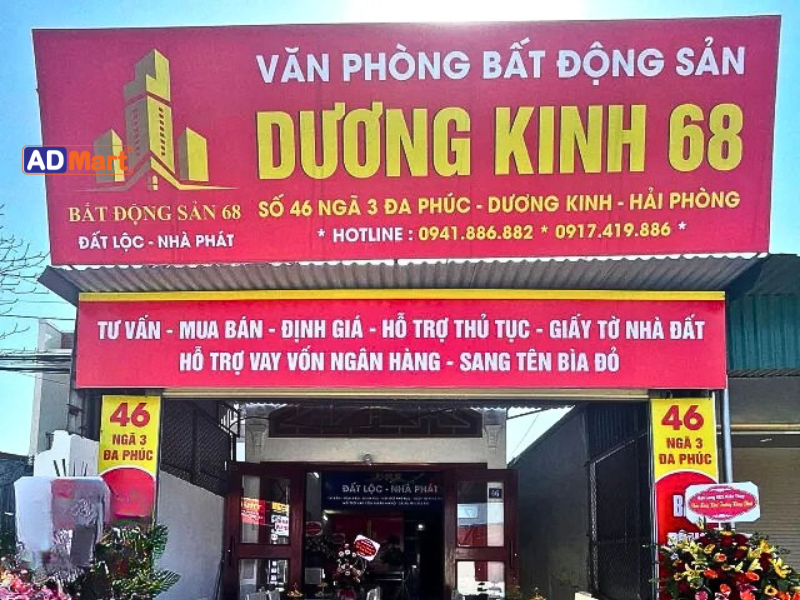 VĂN PHÒNG BẤT ĐỘNG SẢN
DƯƠNG KINH 68
SỐ 46 NGÃ 3 ĐA PHÚC - DƯƠNG KINH - HẢI PHÒNG
* HOTLINE : 0941.886.882 * 0917.419.886 *
ADMart
BẤT ĐỘNG SẢN 68
ĐẤT LỘC - NHÀ PHÁT
TƯ VẤN - MUA BÁN - ĐỊNH GIÁ - HỖ TRỢ THỦ TỤC - GIẤY TỜ NHÀ ĐẤT
HỖ TRỢ VAY VỐN NGÂN HÀNG - SANG TÊN BÌA ĐỎ
46
NGÃ 3
ĐA PHÚC
46
NGÃ 3
ĐA PHÚC
ĐẤT LỘC - NHÀ PHÁT
46